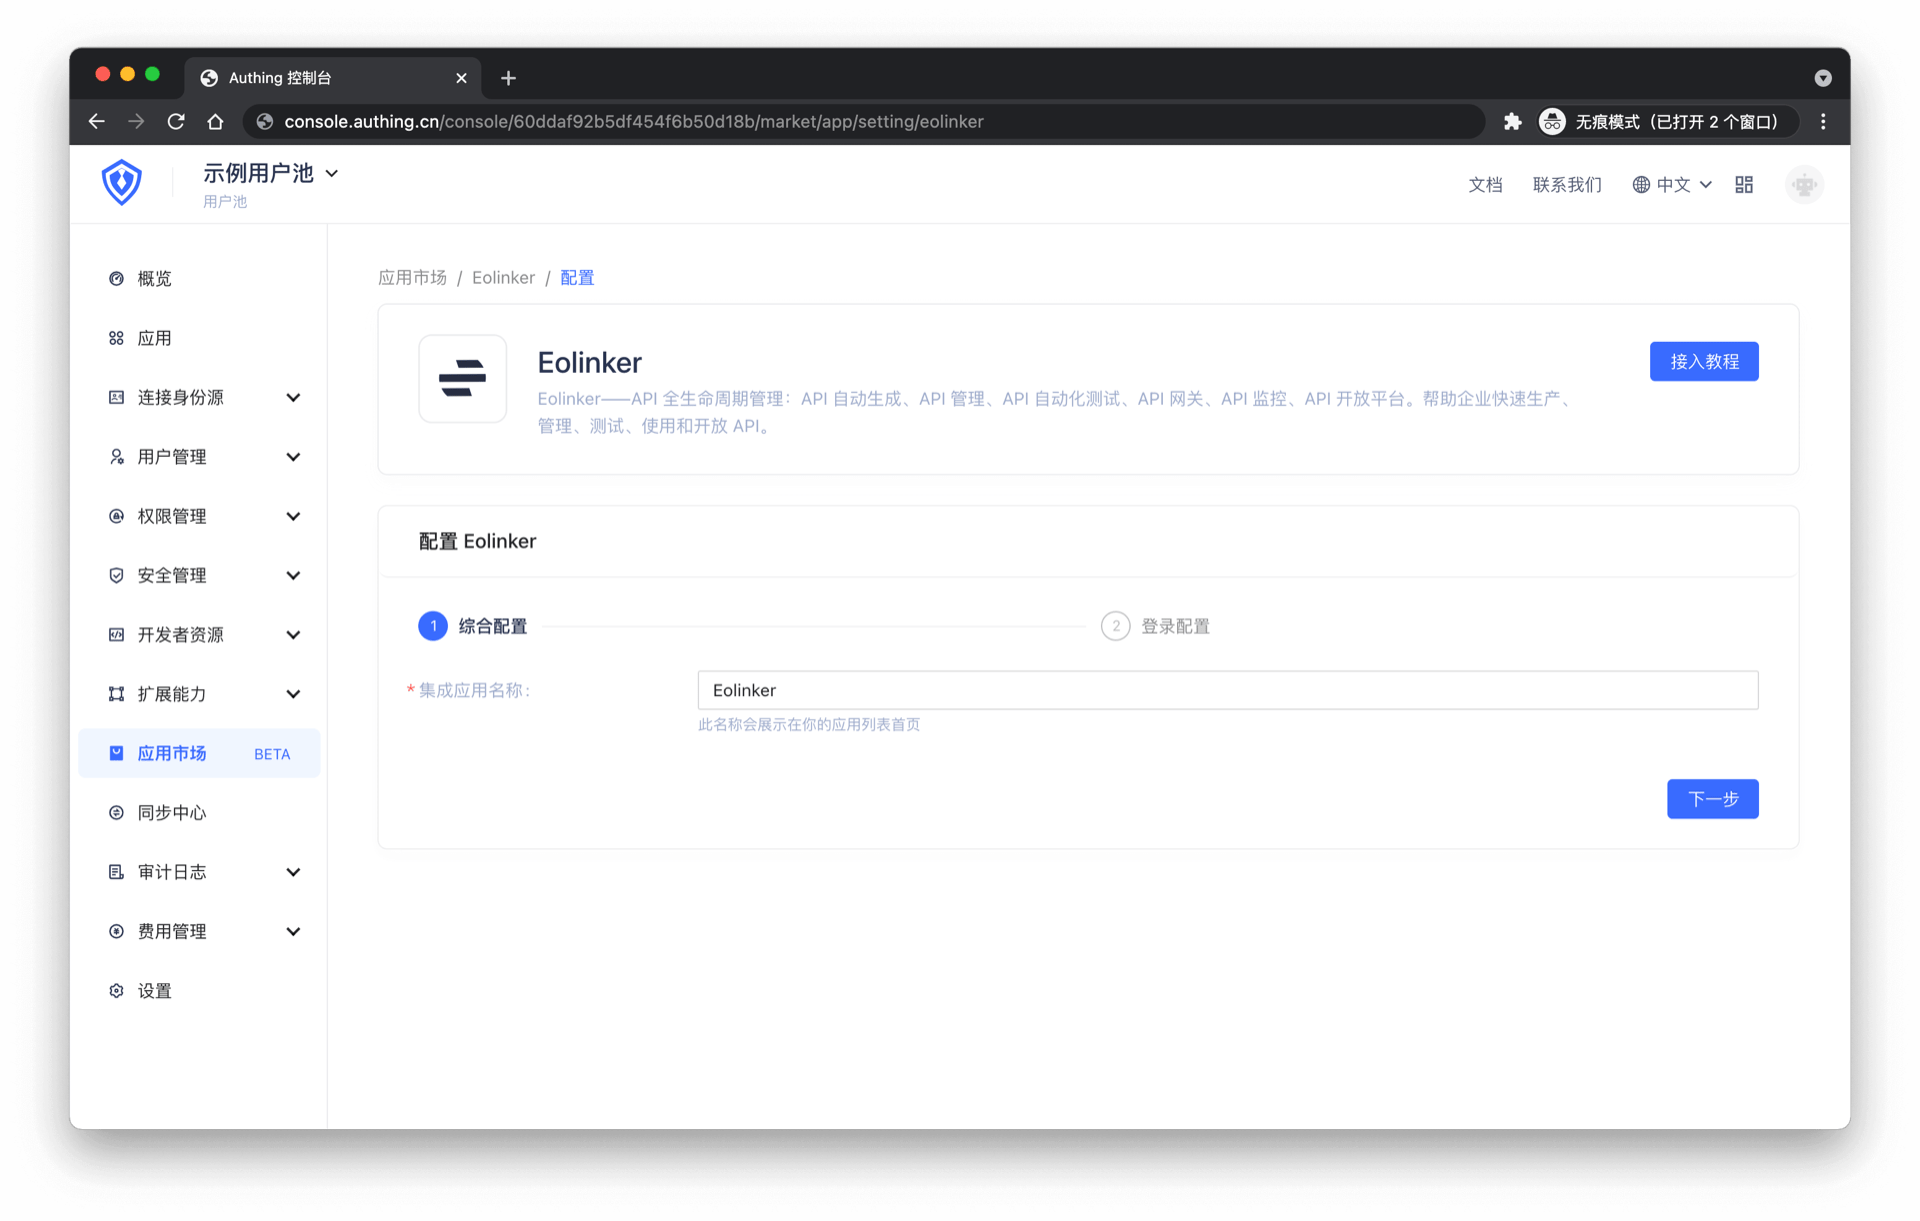 Authing 控制台
console.authing.cn/console/60ddaf92b5df454f6b50d18b/market/app/setting/eolinker
无痕模式（已打开 2 个窗口）
示例用户池
用户池
文档
联系我们
中文
概览
应用
连接身份源
用户管理
权限管理
安全管理
开发者资源
扩展能力
应用市场 BETA
同步中心
审计日志
费用管理
设置
应用市场 / Eolinker / 配置
Eolinker
接入教程
Eolinker——API 全生命周期管理：API 自动生成、API 管理、API 自动化测试、API 网关、API 监控、API 开放平台。帮助企业快速生产、
管理、测试、使用和开放 API。
配置 Eolinker
1 综合配置
2 登录配置
* 集成应用名称：
Eolinker
此名称会展示在你的应用列表首页
下一步